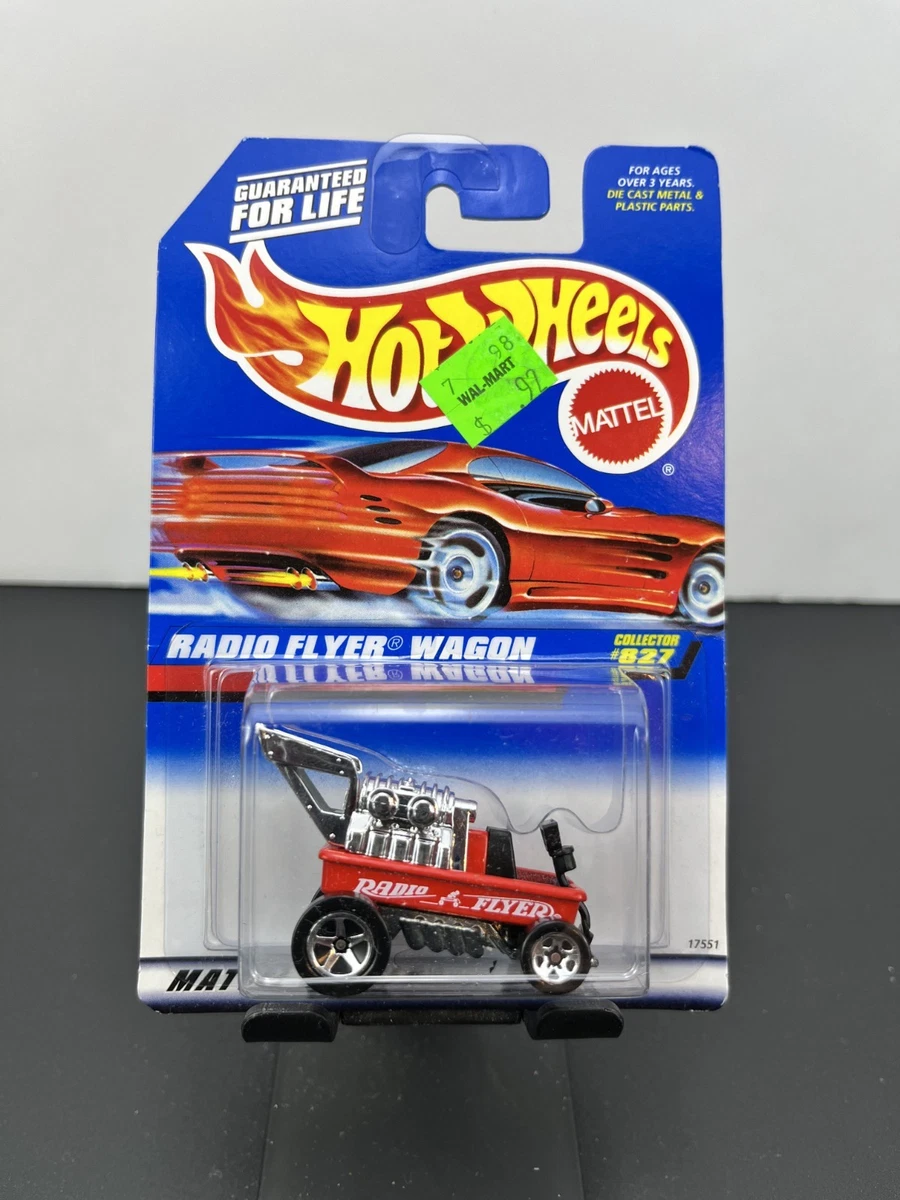 GUARANTEED
FOR LIFE
FOR AGES
OVER 3 YEARS.
DIE CAST METAL &
PLASTIC PARTS.
HOT WHEELS
7 98
WAL-MART
$ 97
MATTEL
®
RADIO FLYER® WAGON
COLLECTOR
#827
RADIO FLYER
17551
MAT